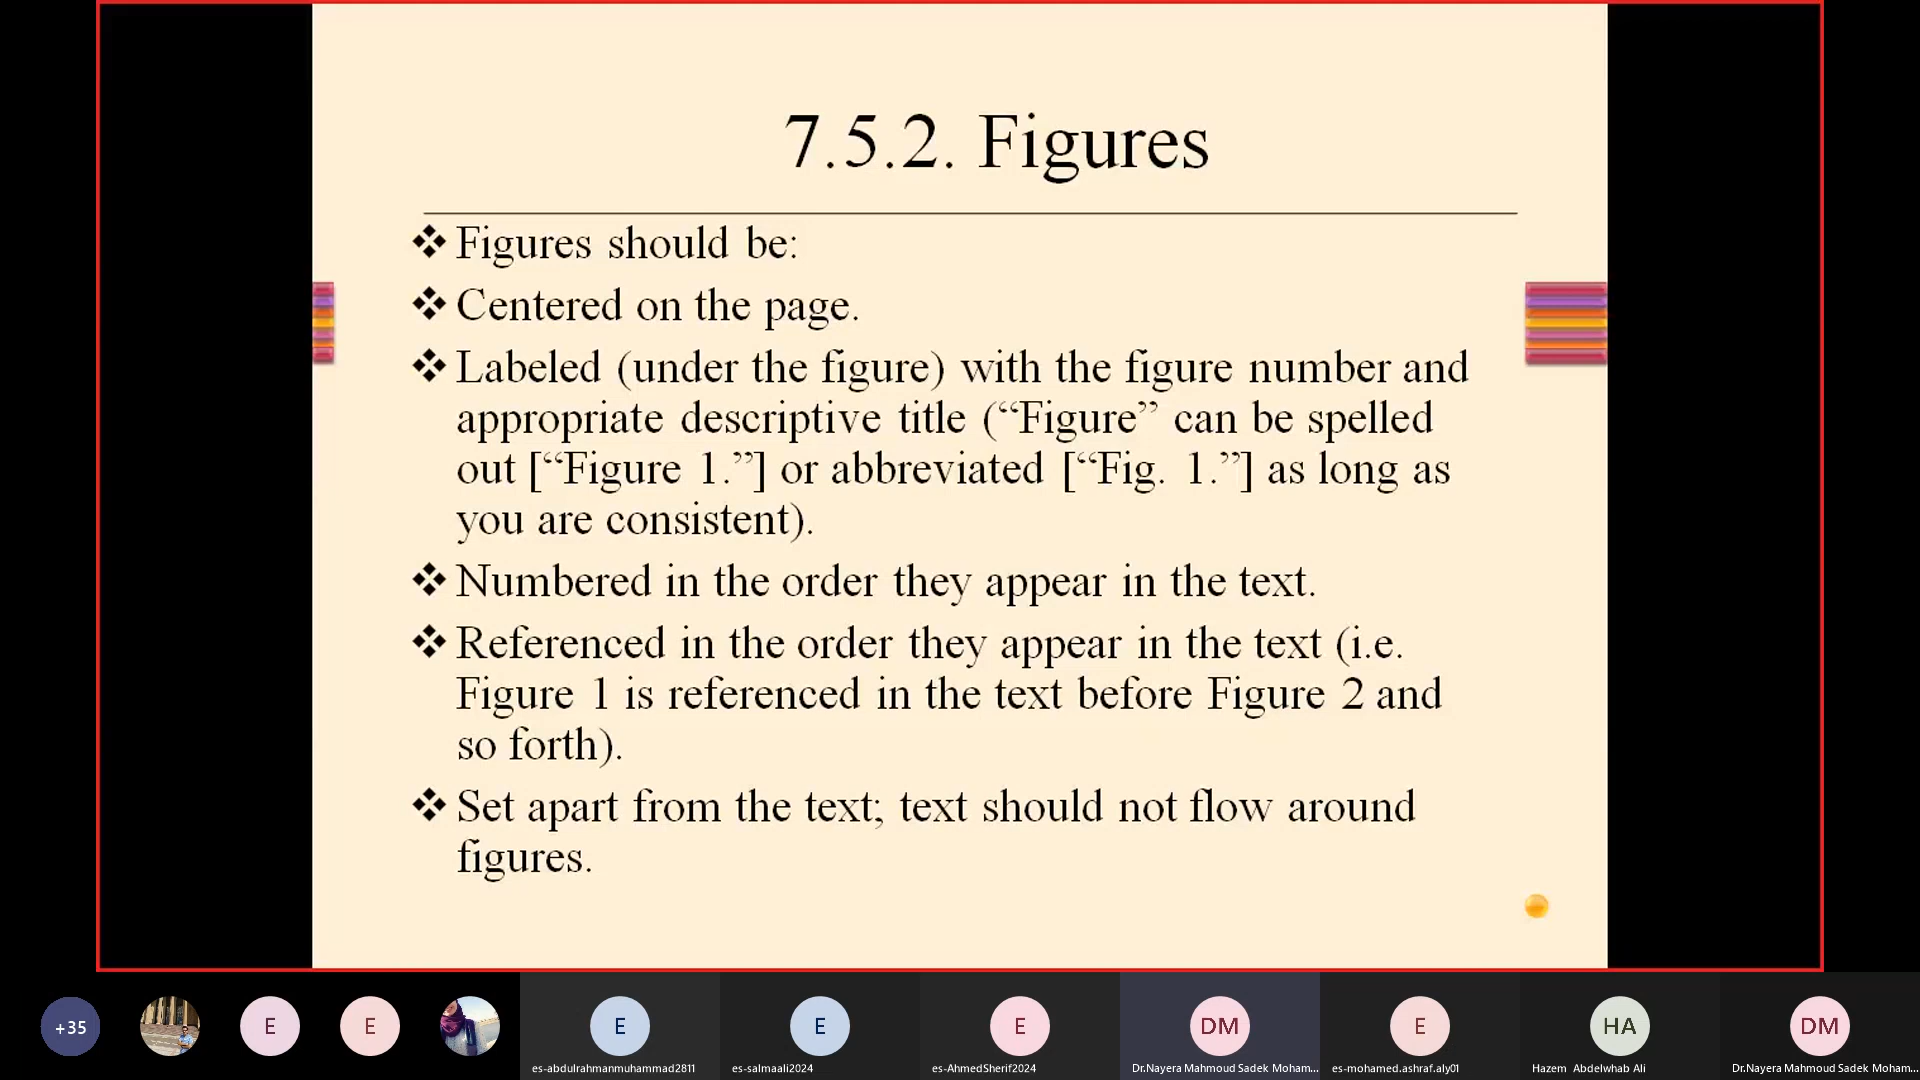 7.5.2. Figures
❖ Figures should be:
❖ Centered on the page.
❖ Labeled (under the figure) with the figure number and
appropriate descriptive title (“Figure” can be spelled
out [“Figure 1.”] or abbreviated [“Fig. 1.”] as long as
you are consistent).
❖ Numbered in the order they appear in the text.
❖ Referenced in the order they appear in the text (i.e.
Figure 1 is referenced in the text before Figure 2 and
so forth).
❖ Set apart from the text; text should not flow around
figures.
+35
E
E
E
E
E
DM
E
HA
DM
es-abdulrahmanmuhammad2811
es-salmaali2024
es-AhmedSherif2024
Dr.Nayera Mahmoud Sadek Moham...
es-mohamed.ashraf.aly01
Hazem Abdelwhab Ali
Dr.Nayera Mahmoud Sadek Moham...